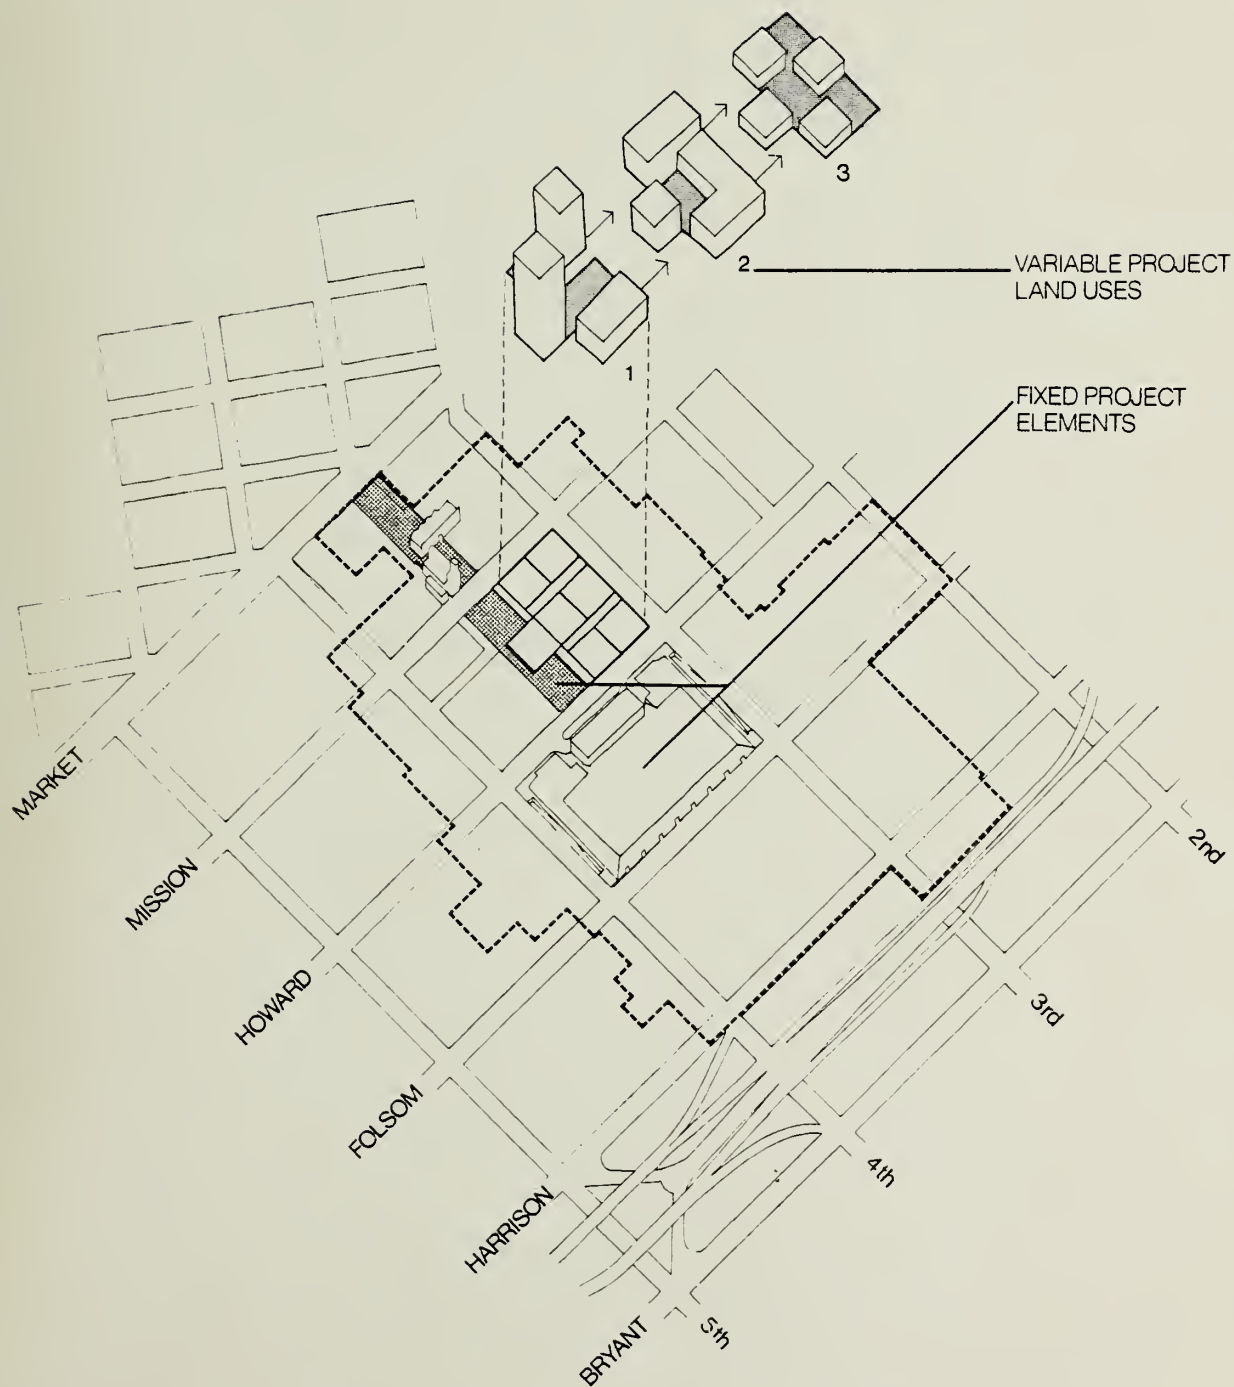 3
2
VARIABLE PROJECT
LAND USES
1
FIXED PROJECT
ELEMENTS
MARKET
MISSION
HOWARD
FOLSOM
HARRISON
BRYANT
2nd
3rd
4th
5th